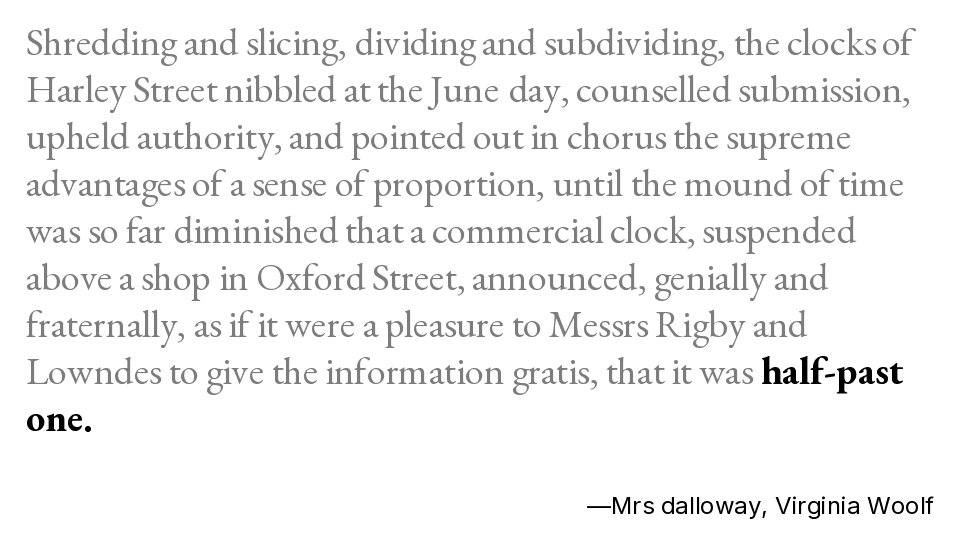 Shredding and slicing, dividing and subdividing, the clocks of
Harley Street nibbled at the June day, counselled submission,
upheld authority, and pointed out in chorus the supreme
advantages of a sense of proportion, until the mound of time
was so far diminished that a commercial clock, suspended
above a shop in Oxford Street, announced, genially and
fraternally, as if it were a pleasure to Messrs Rigby and
Lowndes to give the information gratis, that it was half-past
one.
—Mrs dalloway, Virginia Woolf